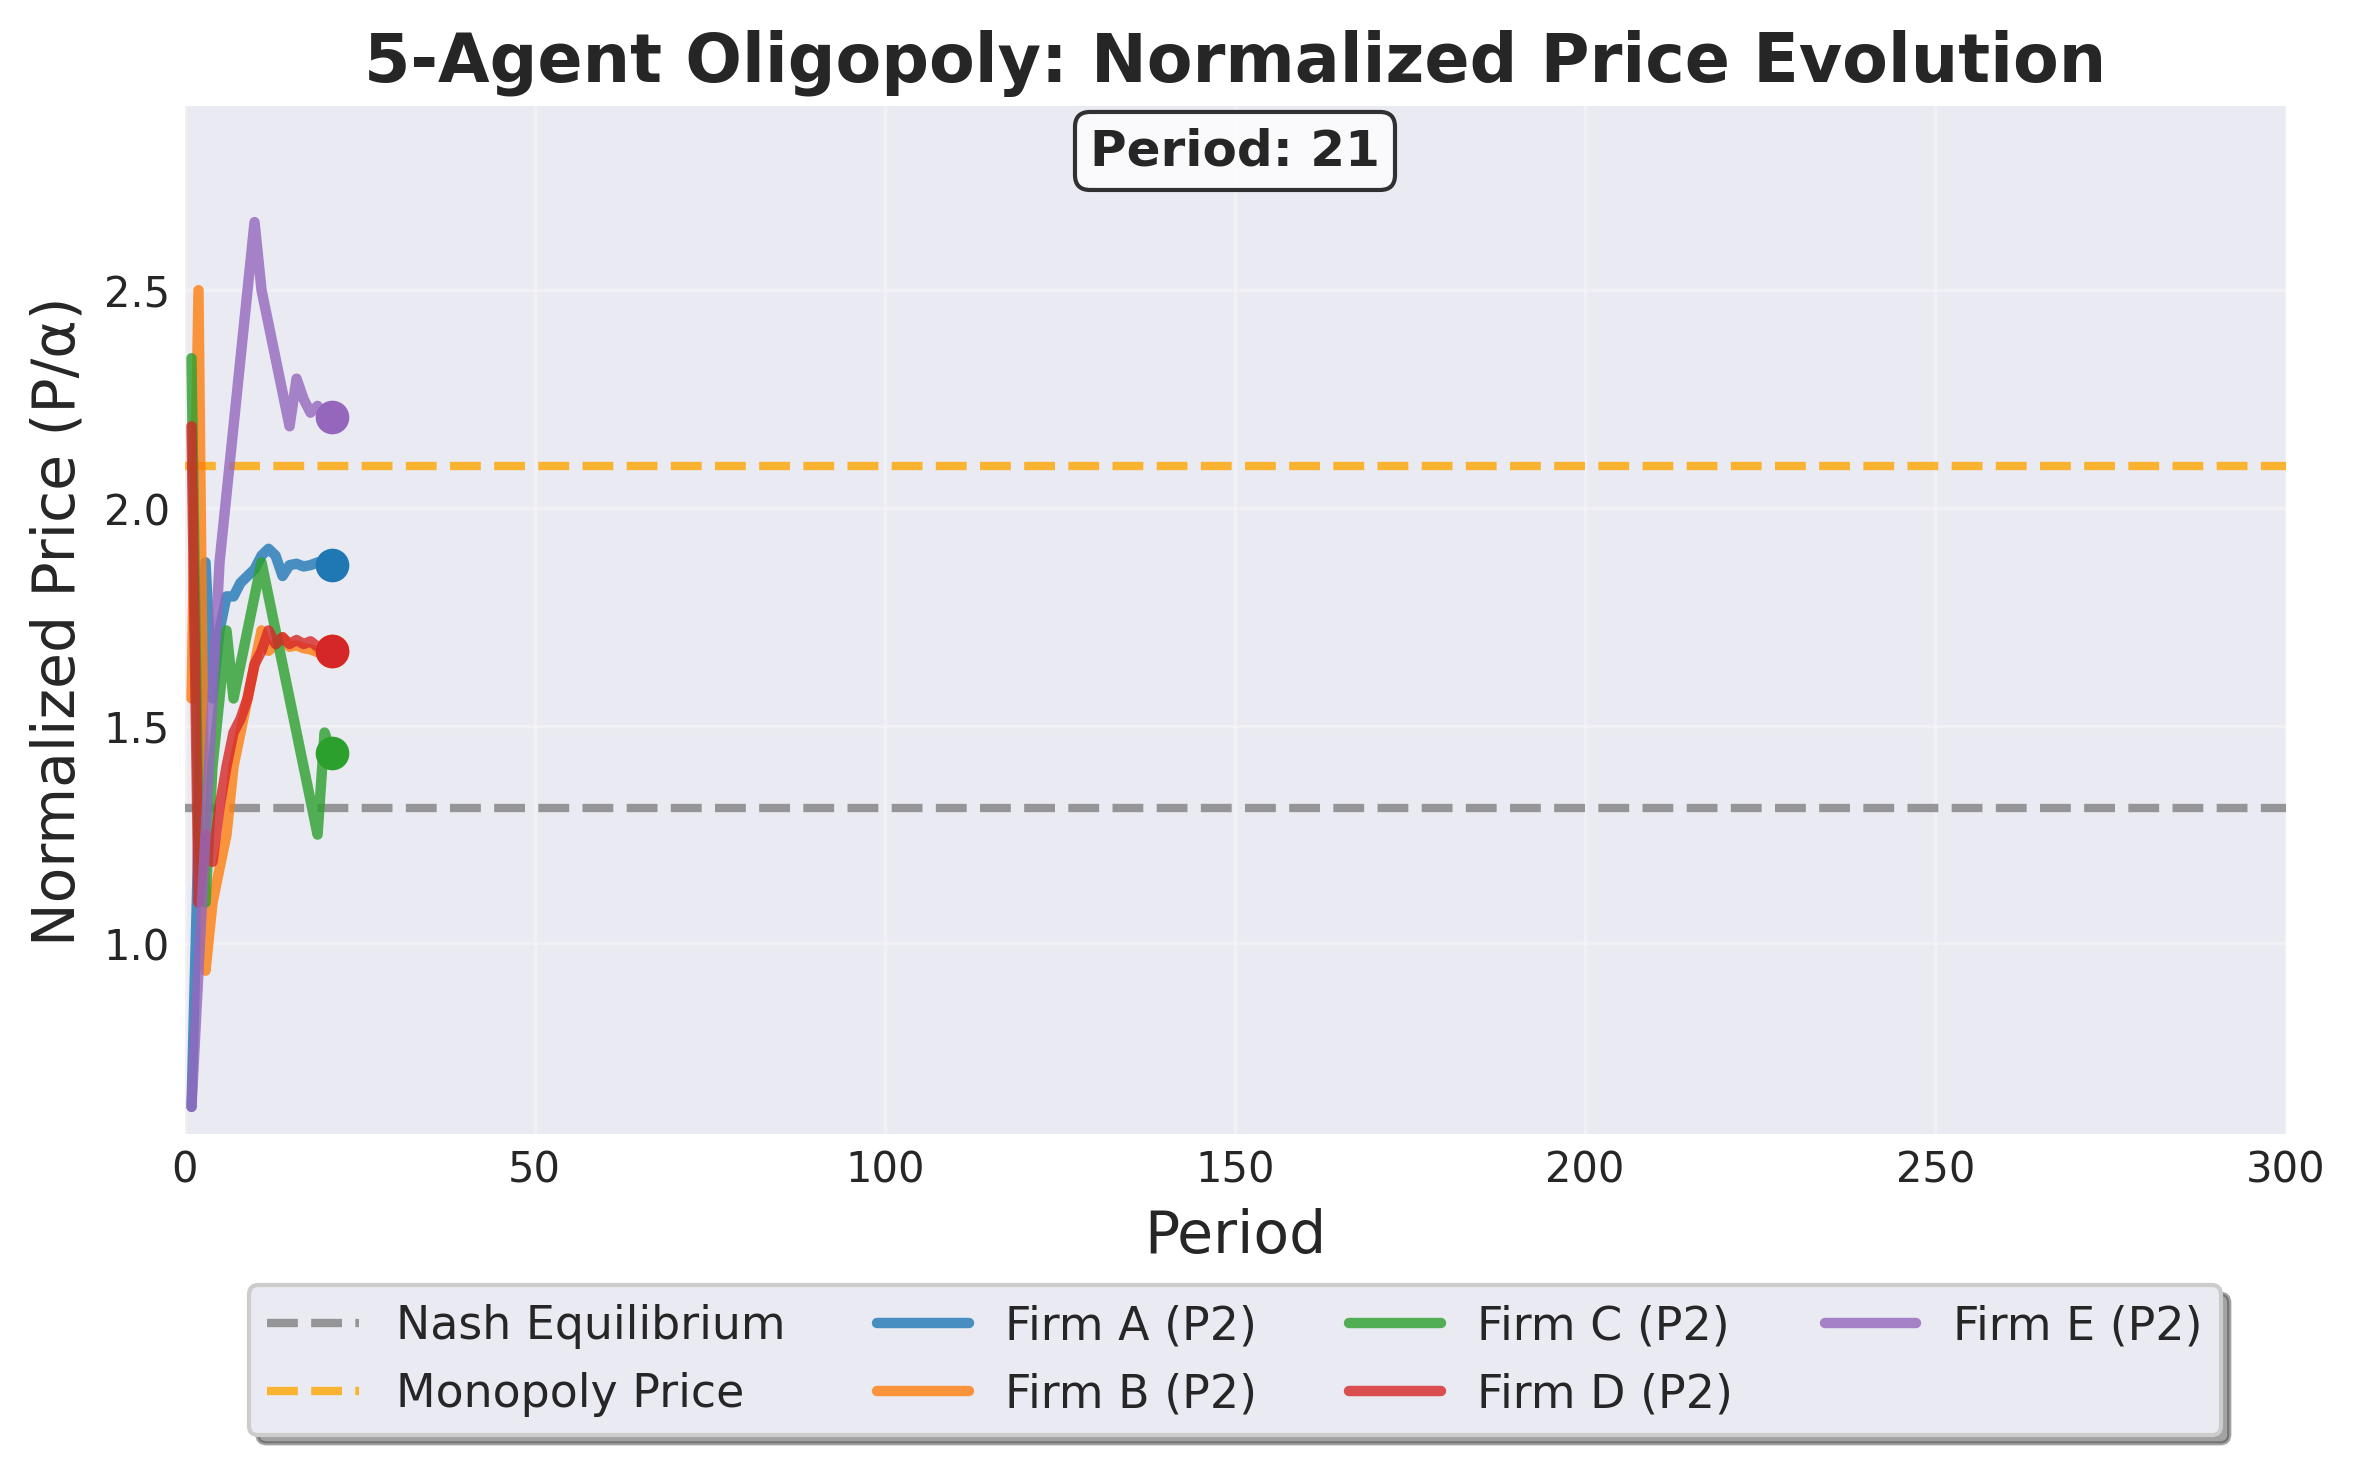 5-Agent Oligopoly: Normalized Price Evolution
Period: 21
Normalized Price (P/α)
2.5
2.0
1.5
1.0
0 50 100 150 200 250 300
Period
Nash Equilibrium Firm A (P2) Firm C (P2) Firm E (P2)
Monopoly Price Firm B (P2) Firm D (P2)